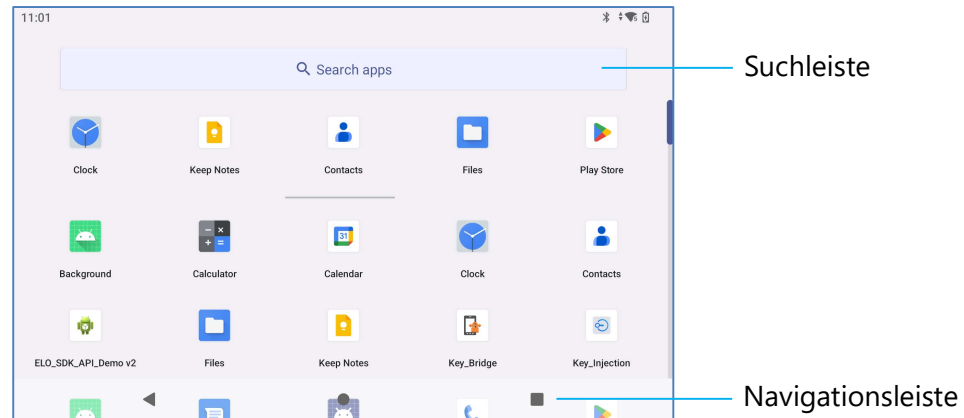 11:01
Search apps
Suchleiste
Clock
Keep Notes
Contacts
Files
Play Store
31
Background
Calculator
Calendar
Clock
Contacts
ELO_SDK_API_Demo v2
Files
Keep Notes
Key_Bridge
Key_Injection
Navigationsleiste